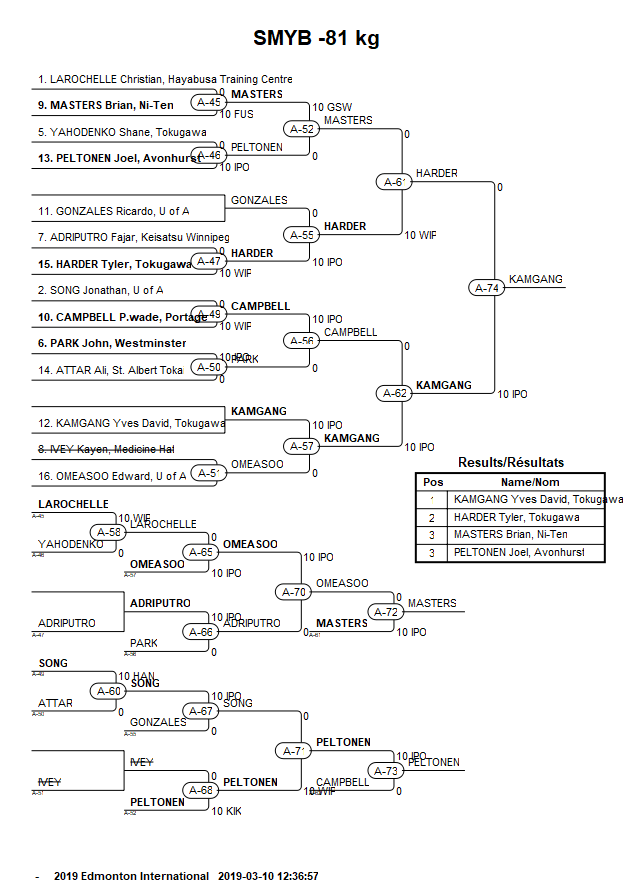 SMYB -81 kg
1. LAROCHELLE Christian, Hayabusa Training Centre
0
A-45
MASTERS
9. MASTERS Brian, Ni-Ten
10 FUS
10 GSW
A-52
MASTERS
5. YAHODENKO Shane, Tokugawa
0
A-46
PELTONEN
13. PELTONEN Joel, Avonhurst
10 IPO
0
0
A-61
HARDER
GONZALES
11. GONZALES Ricardo, U of A
0
A-55
HARDER
7. ADRIPUTRO Fajar, Keisatsu Winnipeg
0
A-47
HARDER
15. HARDER Tyler, Tokugawa
10 WIF
10 IPO
10 WIF
0
A-74
KAMGANG
2. SONG Jonathan, U of A
0
A-49
CAMPBELL
10. CAMPBELL P.wade, Portage
10 WIF
10 IPO
A-56
CAMPBELL
6. PARK John, Westminster
10 IPO
A-50
PARK
14. ATTAR Ali, St. Albert Toka
0
0
0
A-62
KAMGANG
10 IPO
KAMGANG
12. KAMGANG Yves David, Tokugawa
10 IPO
A-57
KAMGANG
8. IVEY Kayen, Medicine Hat
A-51
OMEASOO
16. OMEASOO Edward, U of A
0
10 IPO
Results/Résultats
Pos Name/Nom
1 KAMGANG Yves David, Tokugawa
2 HARDER Tyler, Tokugawa
3 MASTERS Brian, Ni-Ten
3 PELTONEN Joel, Avonhurst
LAROCHELLE
A-45
10 WIF
A-58
LAROCHELLE
YAHODENKO
A-46
0
0
A-65
OMEASOO
OMEASOO
A-57
10 IPO
10 IPO
A-70
OMEASOO
ADRIPUTRO
ADRIPUTRO
A-47
10 IPO
A-66
ADRIPUTRO
PARK
A-56
0
0
0
A-72
MASTERS
MASTERS
A-61
10 IPO
SONG
A-49
10 HAN
A-60
SONG
ATTAR
A-50
0
10 IPO
A-67
SONG
GONZALES
A-55
0
0
A-71
PELTONEN
IVEY
IVEY
A-51
0
A-68
PELTONEN
PELTONEN
A-52
10 KIK
10 WIF
10 IPO
A-73
PELTONEN
CAMPBELL
0
- 2019 Edmonton International 2019-03-10 12:36:57